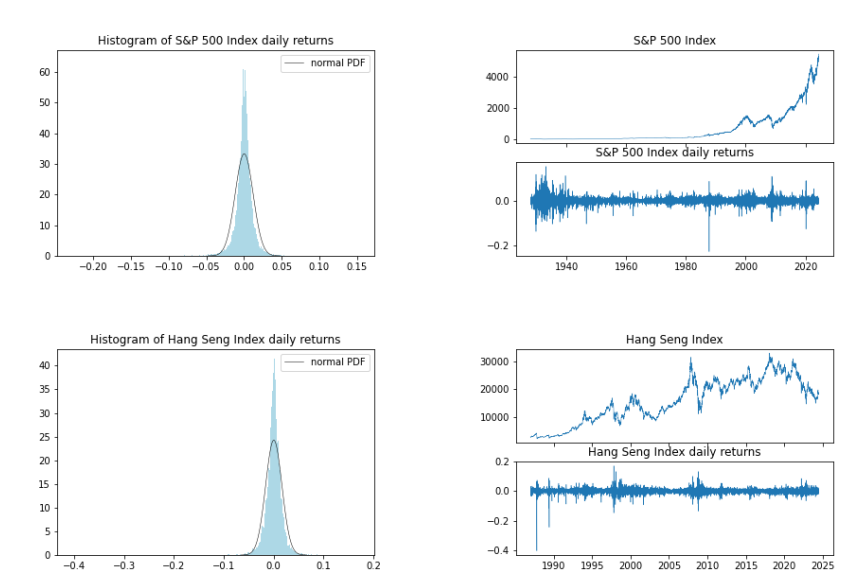 Histogram of S&P 500 Index daily returns
normal PDF
60
50
40
30
20
10
0
−0.20 −0.15 −0.10 −0.05 0.00 0.05 0.10 0.15
S&P 500 Index
4000
2000
0
S&P 500 Index daily returns
0.0
−0.2
1940 1960 1980 2000 2020
Histogram of Hang Seng Index daily returns
normal PDF
40
35
30
25
20
15
10
5
0
−0.4 −0.3 −0.2 −0.1 0.0 0.1 0.2
Hang Seng Index
30000
20000
10000
Hang Seng Index daily returns
0.2
0.0
−0.2
−0.4
1990 1995 2000 2005 2010 2015 2020 2025